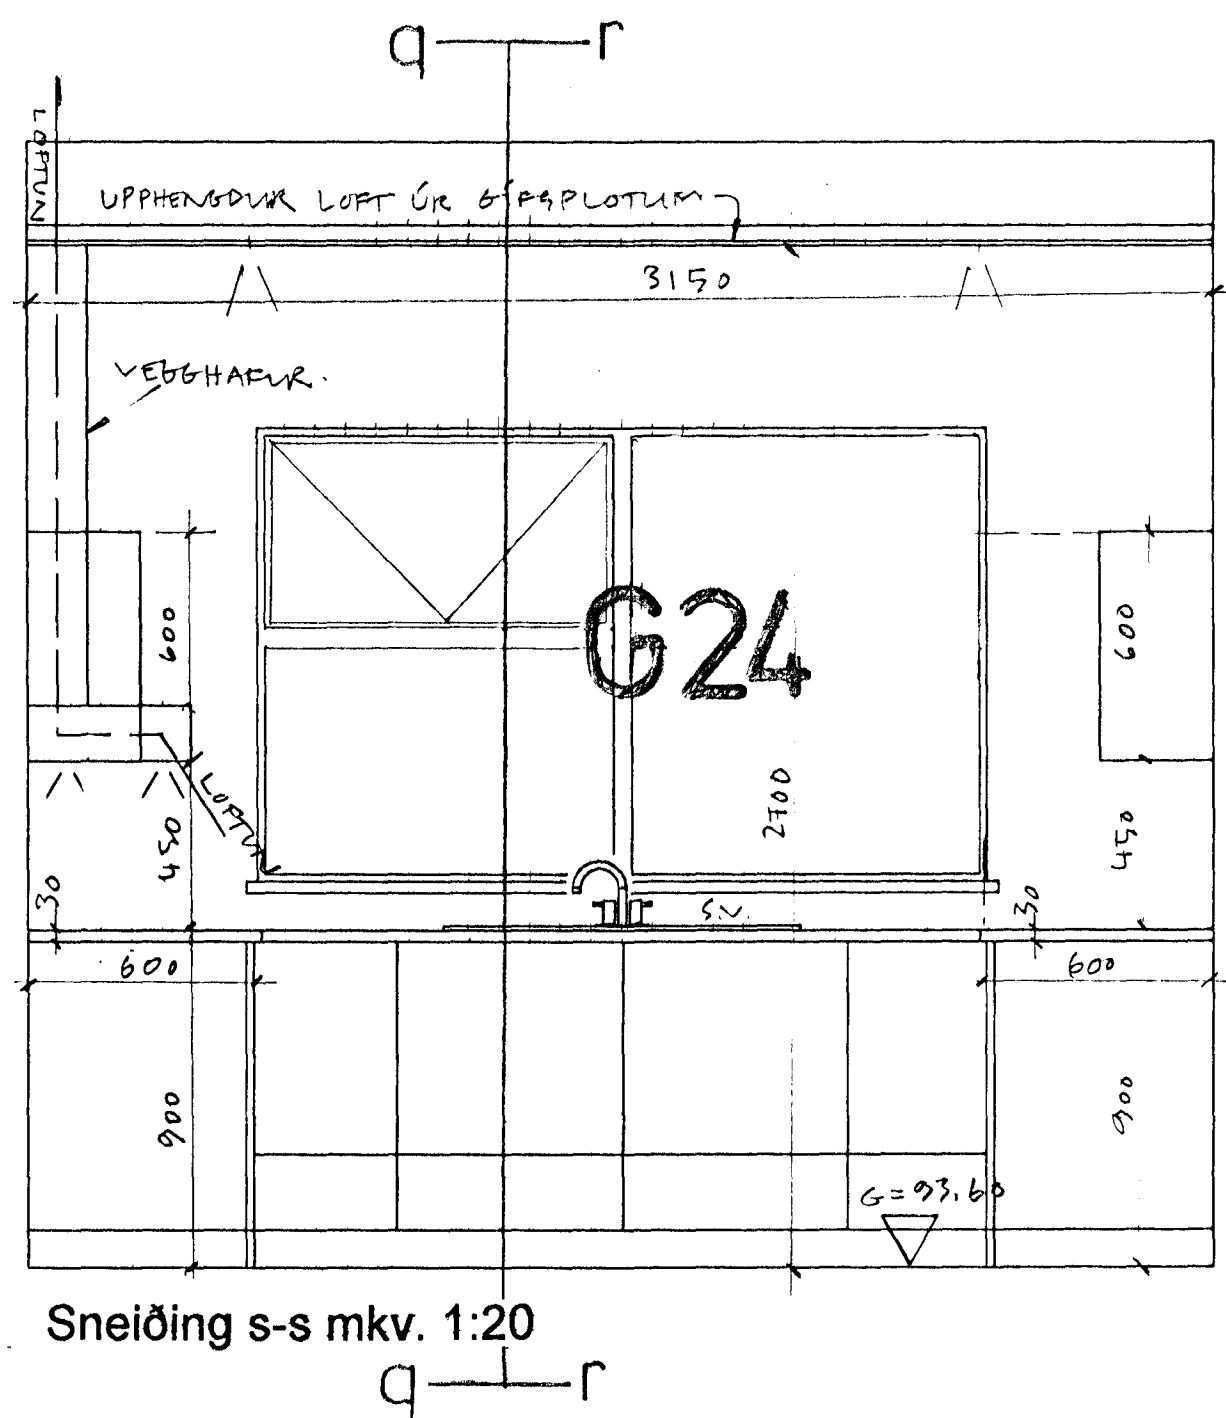 q r
LOFTUN
UPPHENGDUR LOFT ÚR GIFSPLOTUM
3150
VEGGHAFUR.
600
600
G24
LOFTUN
2700
450
450
30
S.V.
30
600
600
900
900
G=93.60
Sneiðing s-s mkv. 1:20
q r